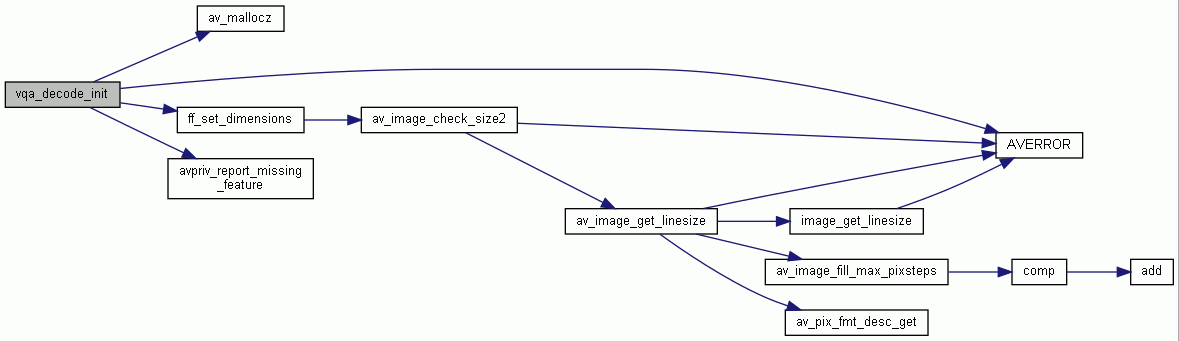 av_mallocz
vqa_decode_init
ff_set_dimensions
av_image_check_size2
AVERROR
avpriv_report_missing
_feature
av_image_get_linesize
image_get_linesize
av_image_fill_max_pixsteps
comp
add
av_pix_fmt_desc_get